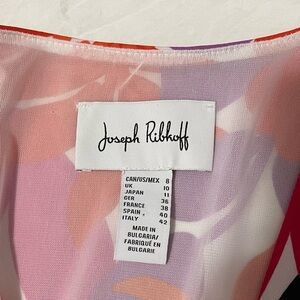 Joseph Ribkoff
CAN/US/MEX 8
UK 10
JAPAN 11
GER 36
FRANCE 38
SPAIN 40
ITALY 42
MADE IN
BULGARIA/
FABRIQUÉ EN
BULGARIE